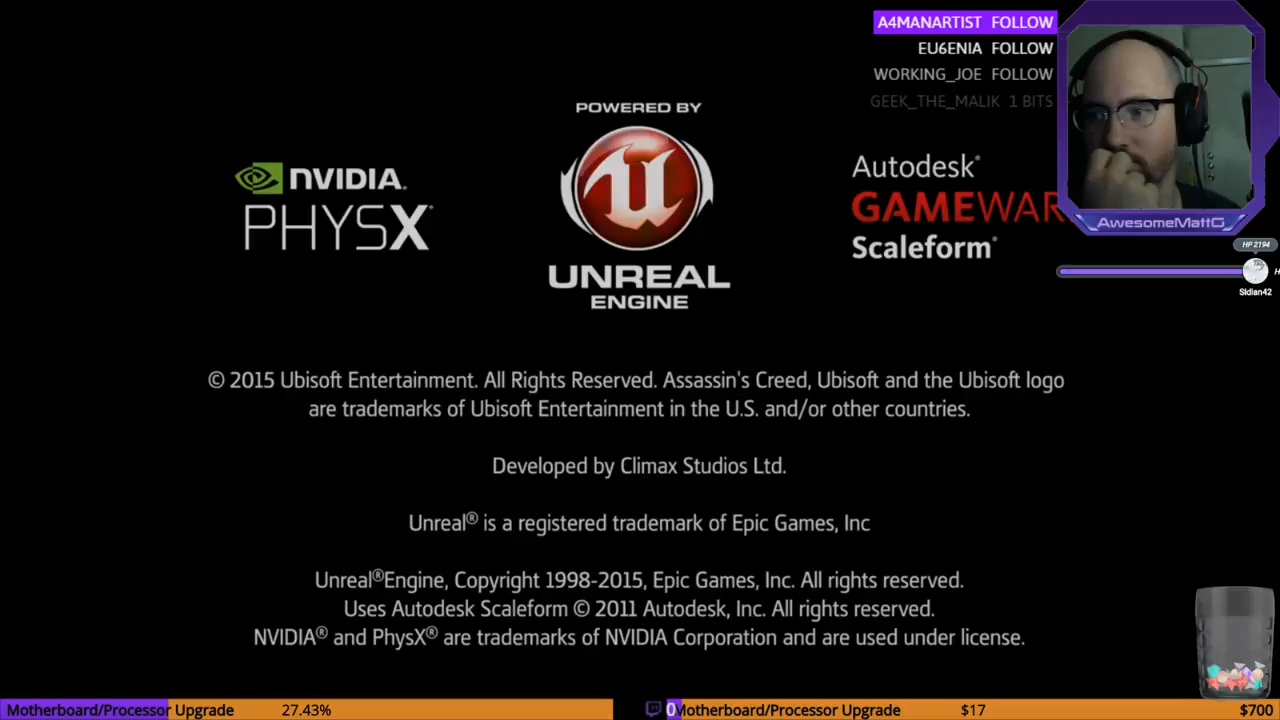 A4MANARTIST FOLLOW
EU6ENIA FOLLOW
WORKING_JOE FOLLOW
GEEK_THE_MALIK 1 BITS
AwesomeMattG
HP 2194
Sidian42
POWERED BY
UNREAL
ENGINE
NVIDIA.
PHYSX®
Autodesk®
GAMEWAR
Scaleform®
© 2015 Ubisoft Entertainment. All Rights Reserved. Assassin's Creed, Ubisoft and the Ubisoft logo
are trademarks of Ubisoft Entertainment in the U.S. and/or other countries.
Developed by Climax Studios Ltd.
Unreal® is a registered trademark of Epic Games, Inc
Unreal®Engine, Copyright 1998-2015, Epic Games, Inc. All rights reserved.
Uses Autodesk Scaleform © 2011 Autodesk, Inc. All rights reserved.
NVIDIA® and PhysX® are trademarks of NVIDIA Corporation and are used under license.
Motherboard/Processor Upgrade 27.43%
0 Motherboard/Processor Upgrade $17 $700